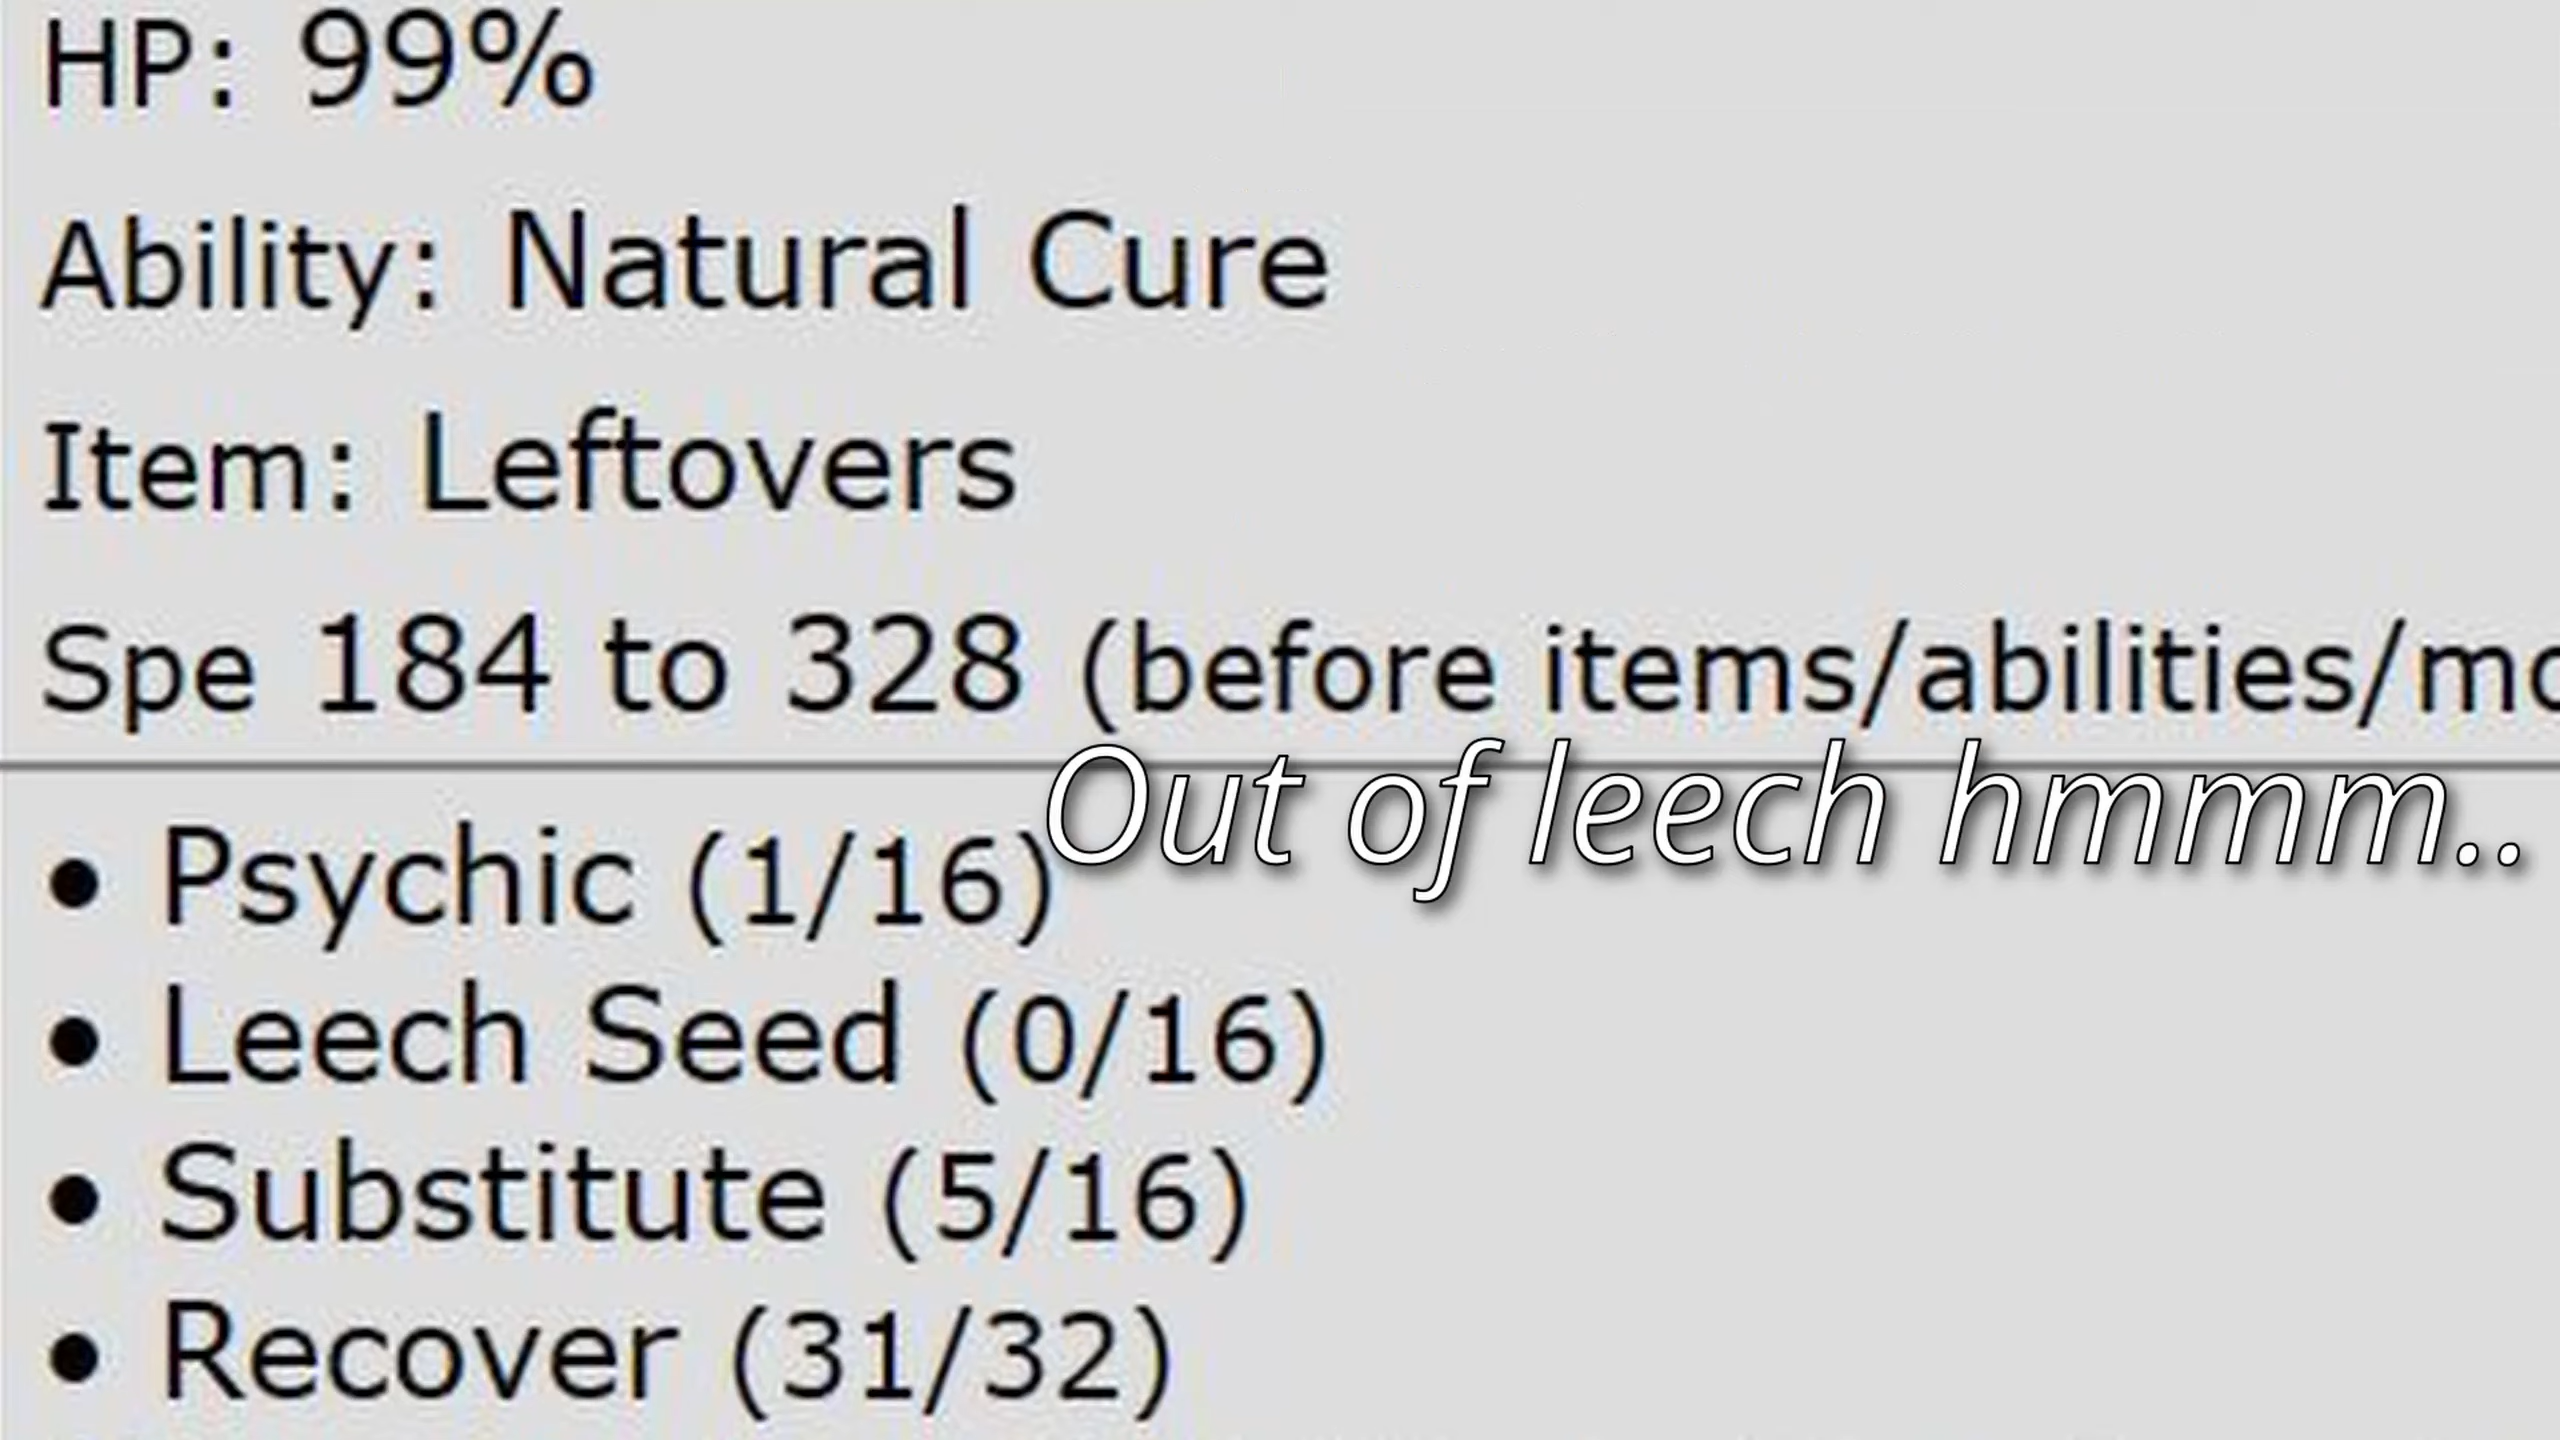 HP: 99%
Ability: Natural Cure
Item: Leftovers
Spe 184 to 328 (before items/abilities/mo
Out of leech hmmm..
• Psychic (1/16)
• Leech Seed (0/16)
• Substitute (5/16)
• Recover (31/32)